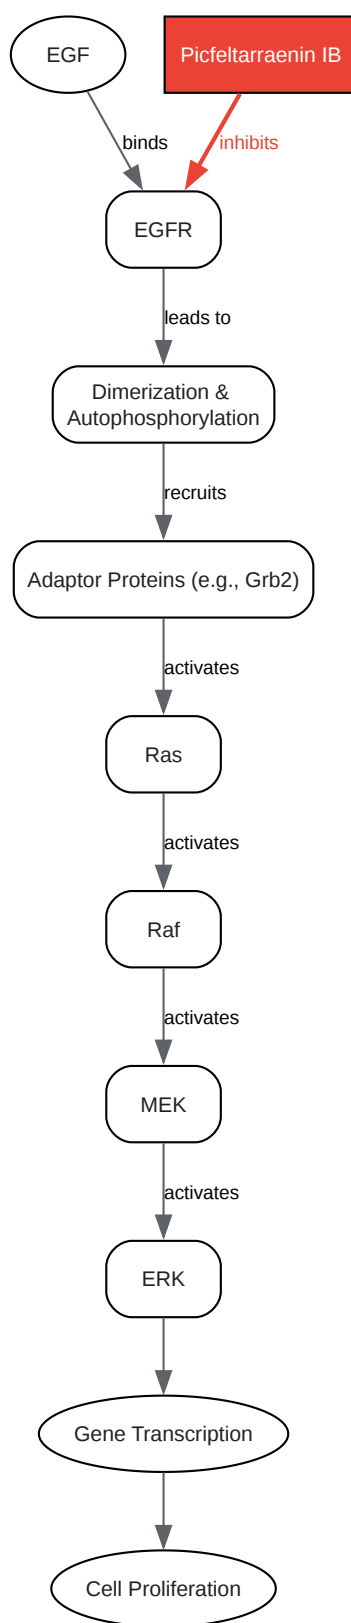 EGF
Picfeltarraenin IB
binds
inhibits
EGFR
leads to
Dimerization &
Autophosphorylation
recruits
Adaptor Proteins (e.g., Grb2)
activates
Ras
activates
Raf
activates
MEK
activates
ERK
Gene Transcription
Cell Proliferation